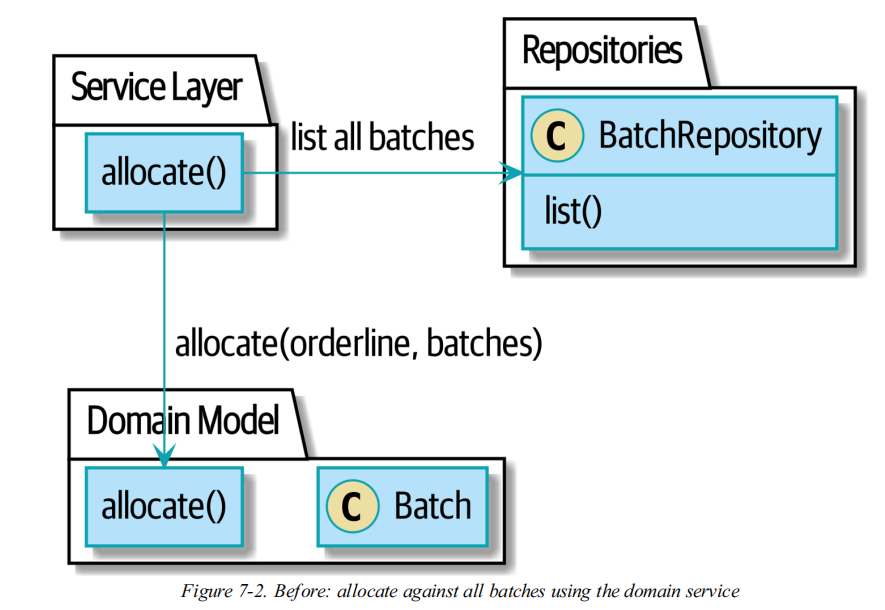 Service Layer
allocate()
list all batches
Repositories
C BatchRepository
list()
allocate(orderline, batches)
Domain Model
allocate()
C Batch
Figure 7-2. Before: allocate against all batches using the domain service